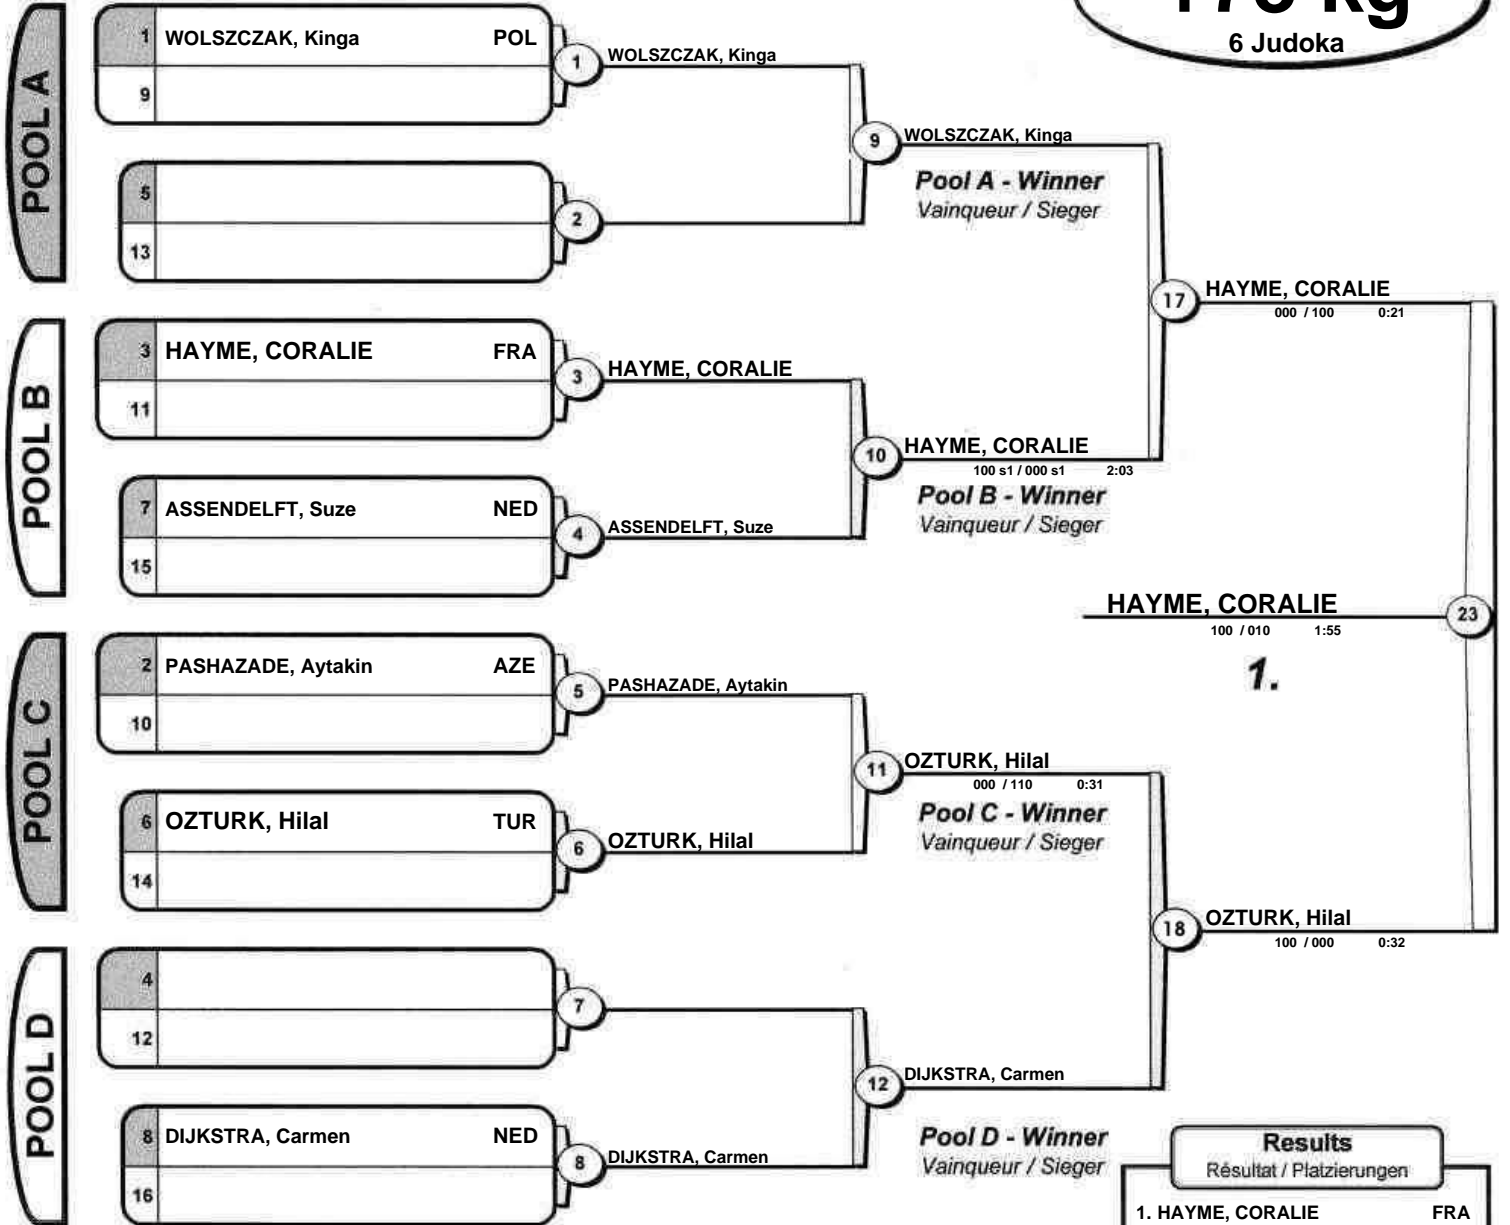 6 Judoka
POOL A
1 WOLSZCZAK, Kinga POL
9
5
13
1 WOLSZCZAK, Kinga
2
9 WOLSZCZAK, Kinga
Pool A - Winner
Vainqueur / Sieger
POOL B
3 HAYME, CORALIE FRA
11
7 ASSENDELFT, Suze NED
15
3 HAYME, CORALIE
4 ASSENDELFT, Suze
10 HAYME, CORALIE
100 s1 / 000 s1 2:03
Pool B - Winner
Vainqueur / Sieger
17 HAYME, CORALIE
000 / 100 0:21
HAYME, CORALIE 23
100 / 010 1:55
1.
POOL C
2 PASHAZADE, Aytakin AZE
10
6 OZTURK, Hilal TUR
14
5 PASHAZADE, Aytakin
6 OZTURK, Hilal
11 OZTURK, Hilal
000 / 110 0:31
Pool C - Winner
Vainqueur / Sieger
18 OZTURK, Hilal
100 / 000 0:32
POOL D
4
12
8 DIJKSTRA, Carmen NED
16
7
8 DIJKSTRA, Carmen
12 DIJKSTRA, Carmen
Pool D - Winner
Vainqueur / Sieger
Results
Résultat / Platzierungen
1. HAYME, CORALIE FRA